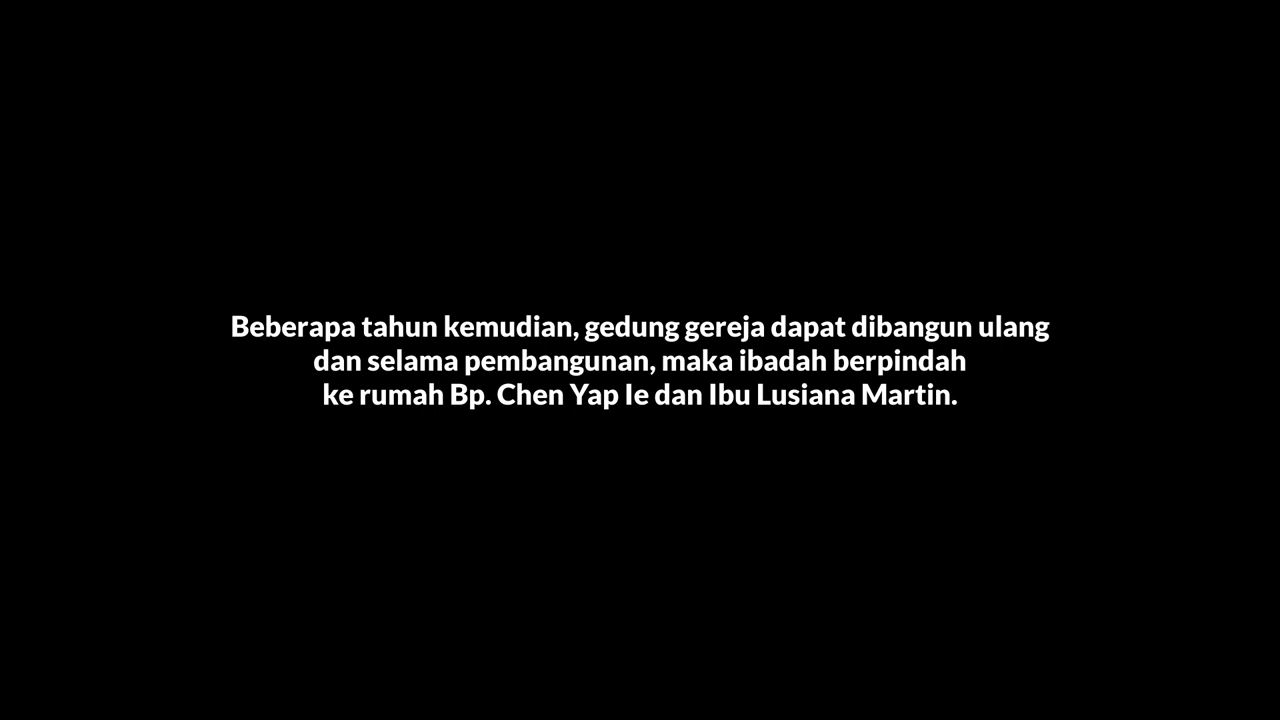 Beberapa tahun kemudian, gedung gereja dapat dibangun ulang
dan selama pembangunan, maka ibadah berpindah
ke rumah Bp. Chen Yap Ie dan Ibu Lusiana Martin.